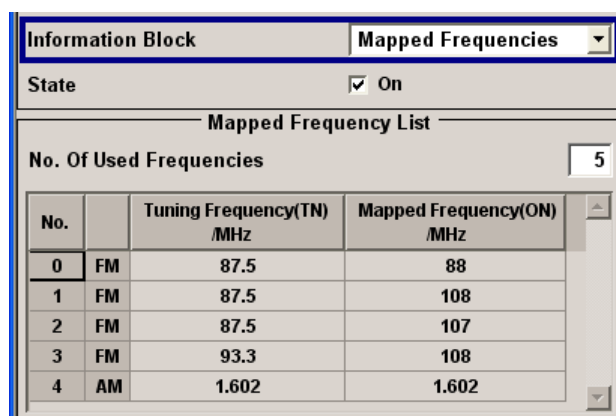 Information Block Mapped Frequencies
State On
Mapped Frequency List
No. Of Used Frequencies 5
No. Tuning Frequency(TN) /MHz Mapped Frequency(ON) /MHz
0 FM 87.5 88
1 FM 87.5 108
2 FM 87.5 107
3 FM 93.3 108
4 AM 1.602 1.602